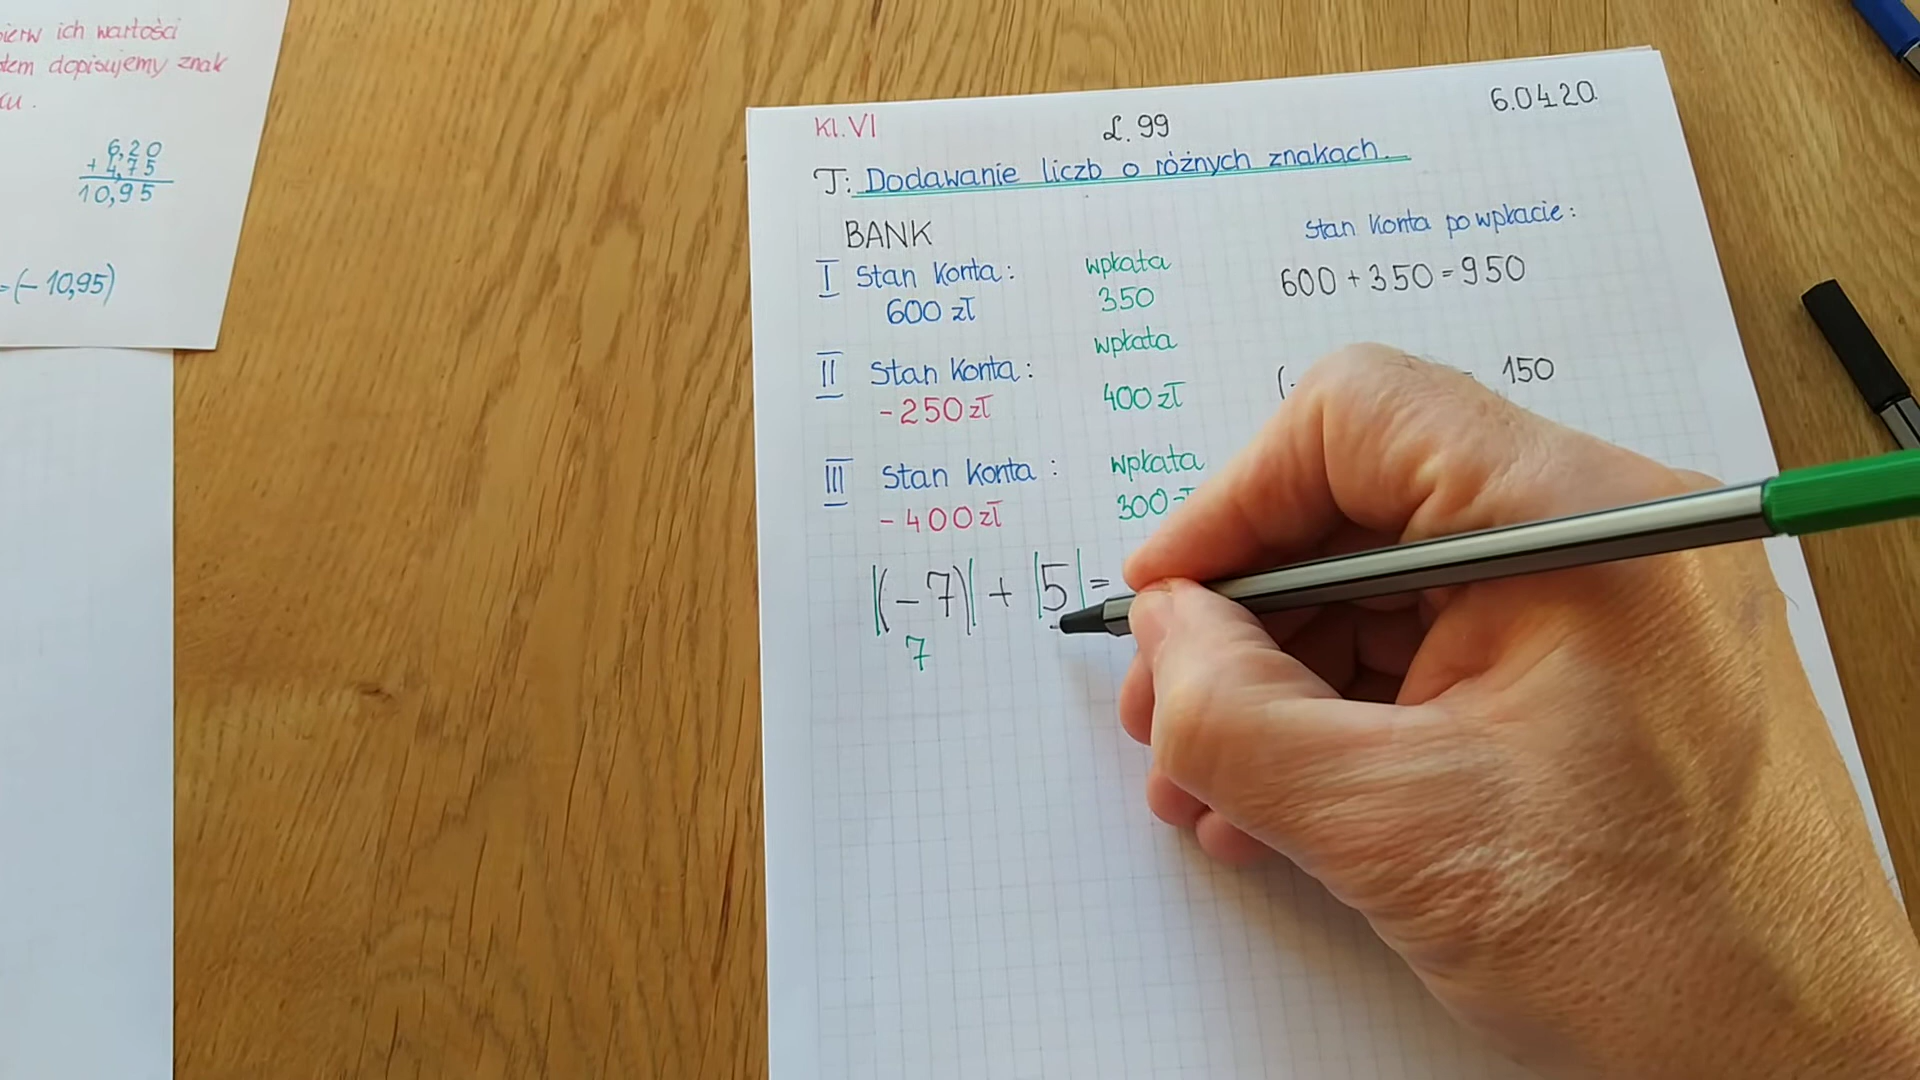 ich wartości
dopisujemy znak
6,20
+ 4,75
10,95
=(-10,95)
Kl. VI
L. 99
6.04.20.
T: Dodawanie liczb o różnych znakach.
BANK
Stan Konta po wpłacie:
I Stan Konta: wpłata
600 zł 350 600 + 350 = 950
II Stan Konta: wpłata
-250 zł 400 zł (- = 150
III Stan Konta: wpłata
-400 zł 300
|(-7)| + |5| =
7